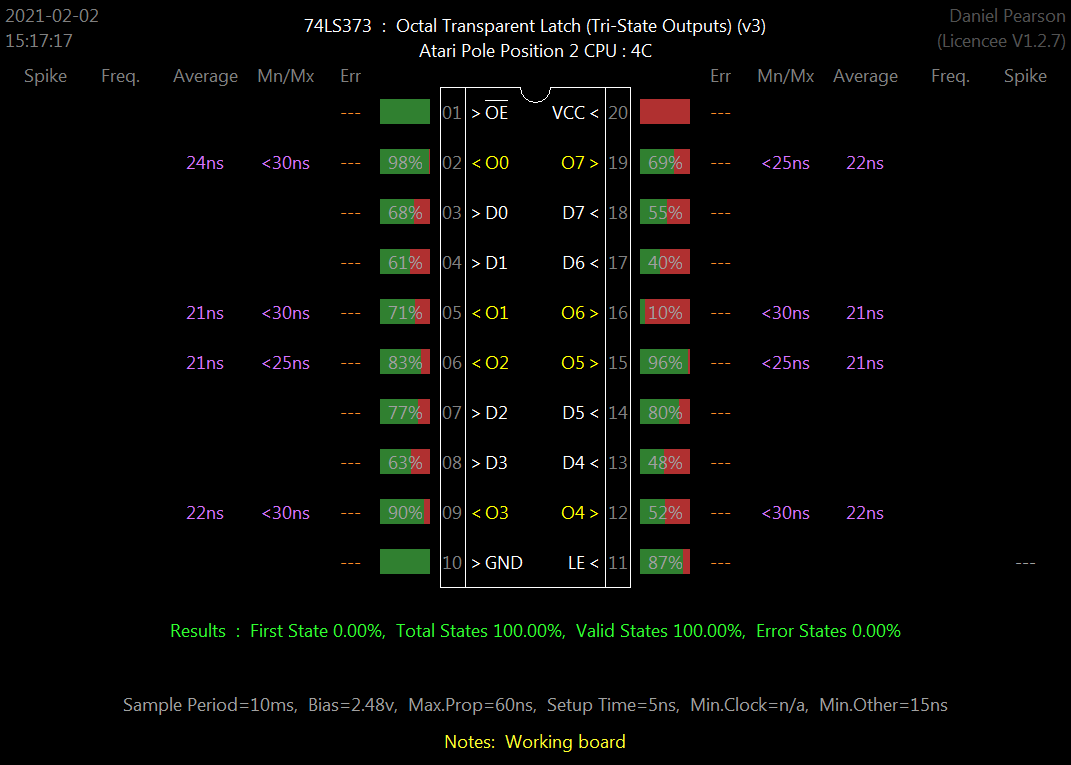 2021-02-02
15:17:17
74LS373 : Octal Transparent Latch (Tri-State Outputs) (v3)
Atari Pole Position 2 CPU : 4C
Daniel Pearson
(Licencee V1.2.7)
Spike Freq. Average Mn/Mx Err Err Mn/Mx Average Freq. Spike
--- 01 > OE VCC < 20 ---
24ns <30ns --- 98% 02 < O0 O7 > 19 69% --- <25ns 22ns
--- 68% 03 > D0 D7 < 18 55% ---
--- 61% 04 > D1 D6 < 17 40% ---
21ns <30ns --- 71% 05 < O1 O6 > 16 10% --- <30ns 21ns
21ns <25ns --- 83% 06 < O2 O5 > 15 96% --- <25ns 21ns
--- 77% 07 > D2 D5 < 14 80% ---
--- 63% 08 > D3 D4 < 13 48% ---
22ns <30ns --- 90% 09 < O3 O4 > 12 52% --- <30ns 22ns
--- 10 > GND LE < 11 87% --- ---
Results : First State 0.00%, Total States 100.00%, Valid States 100.00%, Error States 0.00%
Sample Period=10ms, Bias=2.48v, Max.Prop=60ns, Setup Time=5ns, Min.Clock=n/a, Min.Other=15ns
Notes: Working board